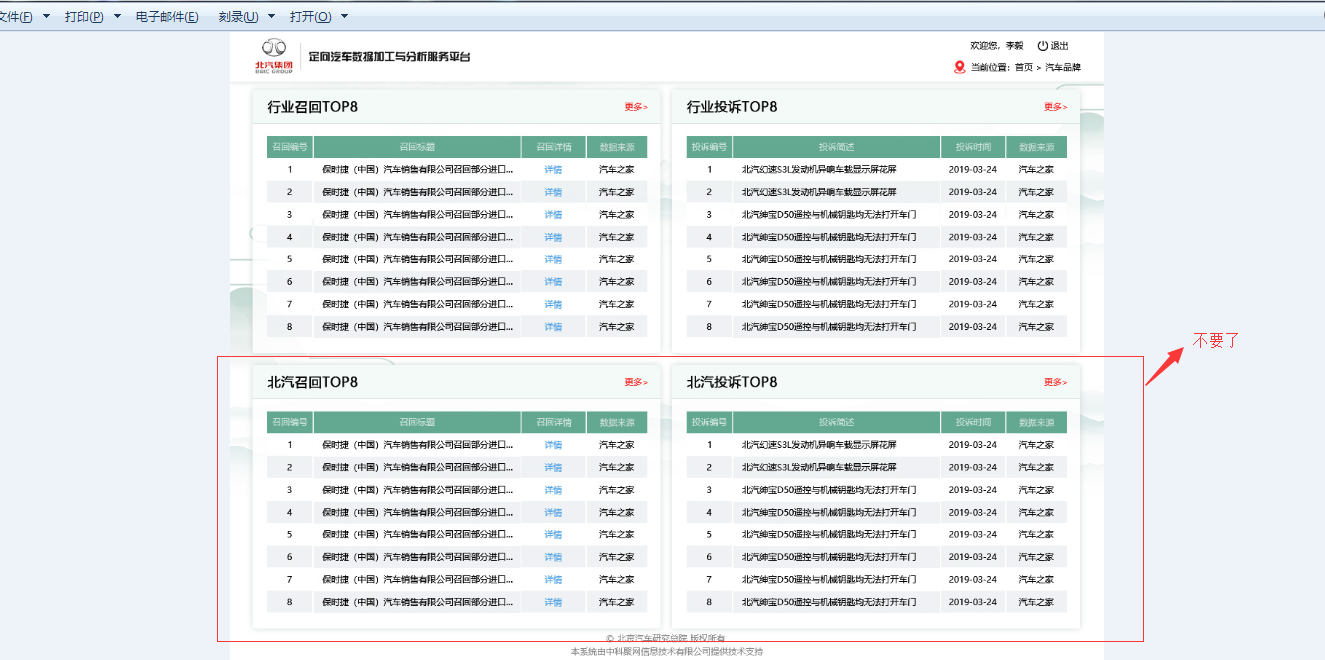 文件(F) 打印(P) 电子邮件(E) 刻录(U) 打开(O)
北汽集团
BAIC GROUP
定向汽车数据加工与分析服务平台
欢迎您，李毅 退出
当前位置：首页 > 汽车品牌
行业召回TOP8 更多>
召回编号 召回标题 召回详情 数据来源
1 保时捷（中国）汽车销售有限公司召回部分进口... 详情 汽车之家
2 保时捷（中国）汽车销售有限公司召回部分进口... 详情 汽车之家
3 保时捷（中国）汽车销售有限公司召回部分进口... 详情 汽车之家
4 保时捷（中国）汽车销售有限公司召回部分进口... 详情 汽车之家
5 保时捷（中国）汽车销售有限公司召回部分进口... 详情 汽车之家
6 保时捷（中国）汽车销售有限公司召回部分进口... 详情 汽车之家
7 保时捷（中国）汽车销售有限公司召回部分进口... 详情 汽车之家
8 保时捷（中国）汽车销售有限公司召回部分进口... 详情 汽车之家
行业投诉TOP8 更多>
投诉编号 投诉简述 投诉时间 数据来源
1 北汽幻速S3L发动机异响车载显示屏花屏 2019-03-24 汽车之家
2 北汽幻速S3L发动机异响车载显示屏花屏 2019-03-24 汽车之家
3 北汽绅宝D50遥控与机械钥匙均无法打开车门 2019-03-24 汽车之家
4 北汽绅宝D50遥控与机械钥匙均无法打开车门 2019-03-24 汽车之家
5 北汽绅宝D50遥控与机械钥匙均无法打开车门 2019-03-24 汽车之家
6 北汽绅宝D50遥控与机械钥匙均无法打开车门 2019-03-24 汽车之家
7 北汽绅宝D50遥控与机械钥匙均无法打开车门 2019-03-24 汽车之家
8 北汽绅宝D50遥控与机械钥匙均无法打开车门 2019-03-24 汽车之家
不要了
北汽召回TOP8 更多>
召回编号 召回标题 召回详情 数据来源
1 保时捷（中国）汽车销售有限公司召回部分进口... 详情 汽车之家
2 保时捷（中国）汽车销售有限公司召回部分进口... 详情 汽车之家
3 保时捷（中国）汽车销售有限公司召回部分进口... 详情 汽车之家
4 保时捷（中国）汽车销售有限公司召回部分进口... 详情 汽车之家
5 保时捷（中国）汽车销售有限公司召回部分进口... 详情 汽车之家
6 保时捷（中国）汽车销售有限公司召回部分进口... 详情 汽车之家
7 保时捷（中国）汽车销售有限公司召回部分进口... 详情 汽车之家
8 保时捷（中国）汽车销售有限公司召回部分进口... 详情 汽车之家
北汽投诉TOP8 更多>
投诉编号 投诉简述 投诉时间 数据来源
1 北汽幻速S3L发动机异响车载显示屏花屏 2019-03-24 汽车之家
2 北汽幻速S3L发动机异响车载显示屏花屏 2019-03-24 汽车之家
3 北汽绅宝D50遥控与机械钥匙均无法打开车门 2019-03-24 汽车之家
4 北汽绅宝D50遥控与机械钥匙均无法打开车门 2019-03-24 汽车之家
5 北汽绅宝D50遥控与机械钥匙均无法打开车门 2019-03-24 汽车之家
6 北汽绅宝D50遥控与机械钥匙均无法打开车门 2019-03-24 汽车之家
7 北汽绅宝D50遥控与机械钥匙均无法打开车门 2019-03-24 汽车之家
8 北汽绅宝D50遥控与机械钥匙均无法打开车门 2019-03-24 汽车之家
© 北京汽车研究总院 版权所有
本系统由中科聚网信息技术有限公司提供技术支持